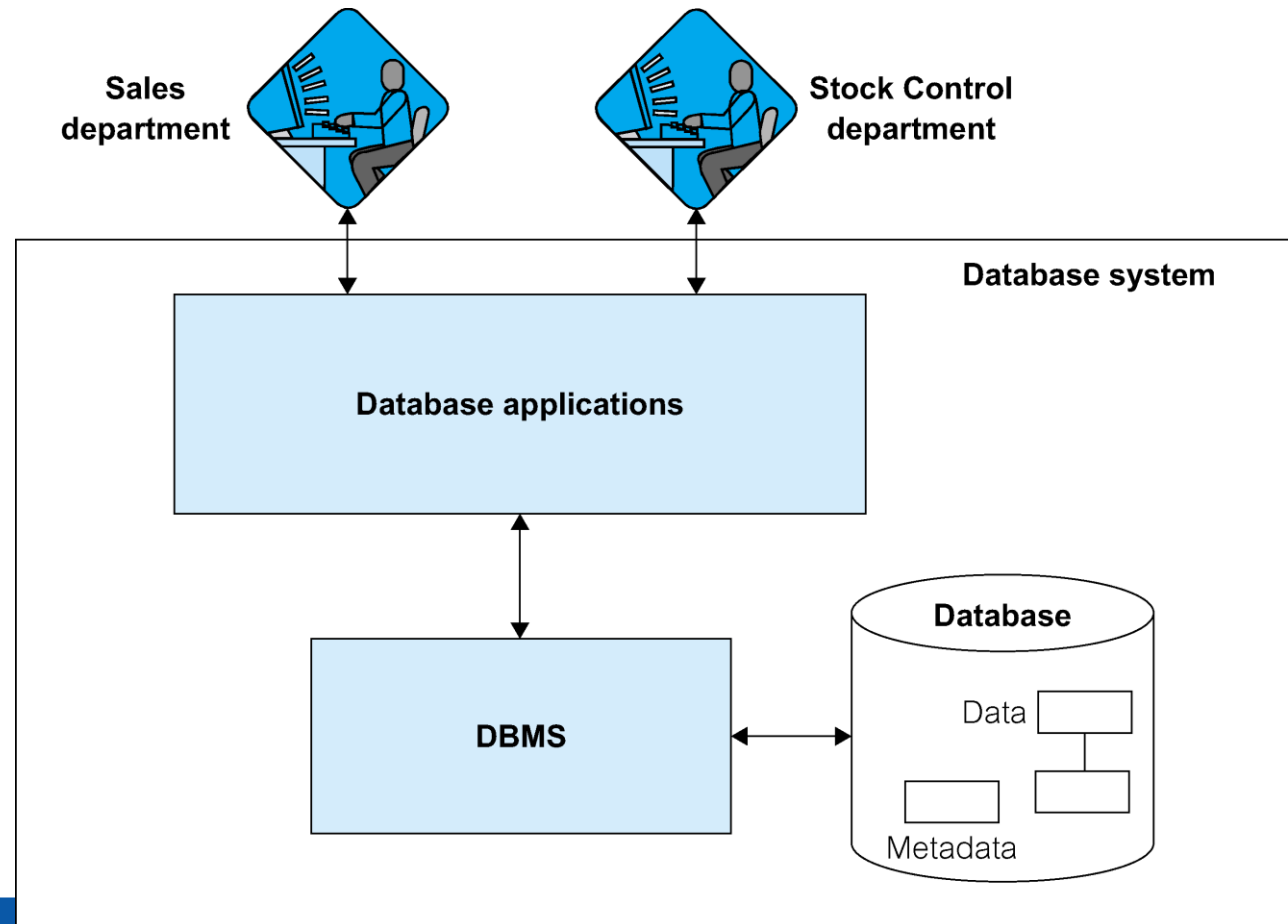 Sales
department
Stock Control
department
Database system
Database applications
DBMS
Database
Data
Metadata